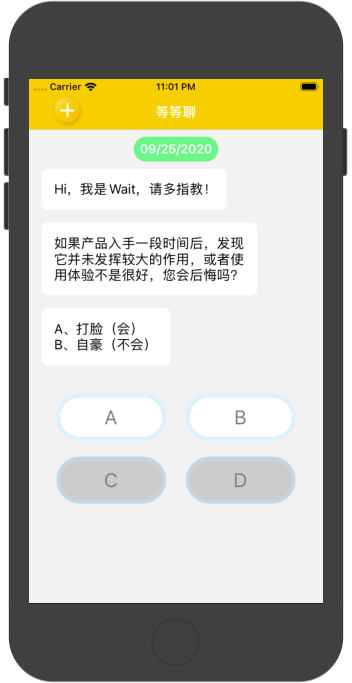 Carrier 11:01 PM
等等聊
09/25/2020
Hi，我是 Wait，请多指教！
如果产品入手一段时间后，发现
它并未发挥较大的作用，或者使
用体验不是很好，您会后悔吗？
A、打脸（会）
B、自豪（不会）
A B
C D